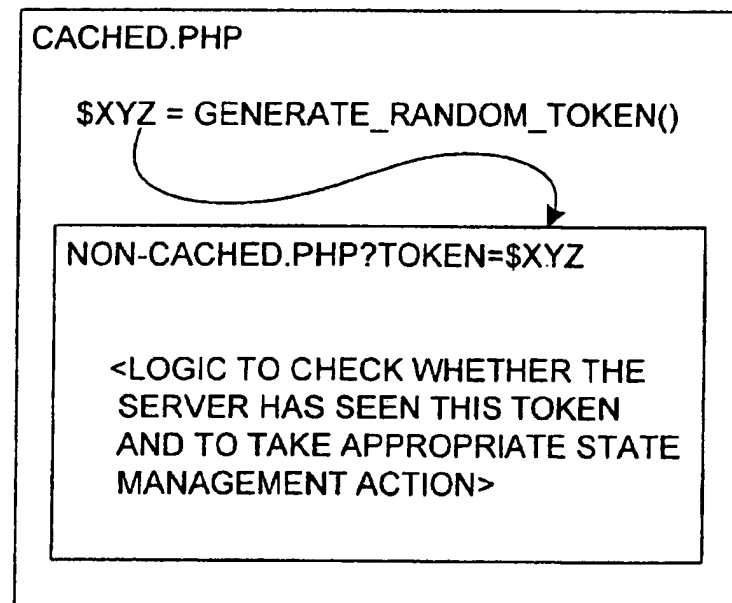 CACHED.PHP
$XYZ = GENERATE_RANDOM_TOKEN()
NON-CACHED.PHP?TOKEN=$XYZ
<LOGIC TO CHECK WHETHER THE
SERVER HAS SEEN THIS TOKEN
AND TO TAKE APPROPRIATE STATE
MANAGEMENT ACTION>